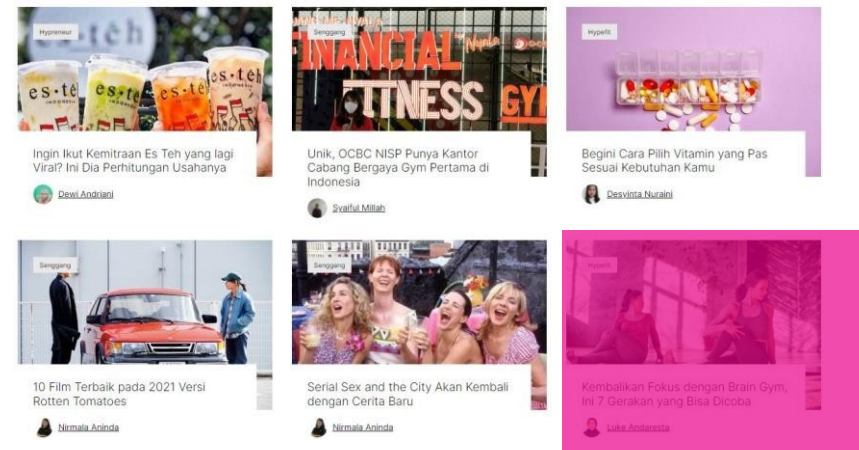 Hypepreneur
es·teh
es·teh
es·teh
es·teh
Ingin Ikut Kemitraan Es Teh yang lagi
Viral? Ini Dia Perhitungan Usahanya
Dewi Andriani
Senggang
FINANCIAL
FITNESS
GYM
Nyala
Unik, OCBC NISP Punya Kantor
Cabang Bergaya Gym Pertama di
Indonesia
Syaiful Millah
Hypefit
Begini Cara Pilih Vitamin yang Pas
Sesuai Kebutuhan Kamu
Desyinta Nuraini
Senggang
10 Film Terbaik pada 2021 Versi
Rotten Tomatoes
Nirmala Aninda
Senggang
Serial Sex and the City Akan Kembali
dengan Cerita Baru
Nirmala Aninda
Hypefit
Kembalikan Fokus dengan Brain Gym,
Ini 7 Gerakan yang Bisa Dicoba
Luke Andaresta